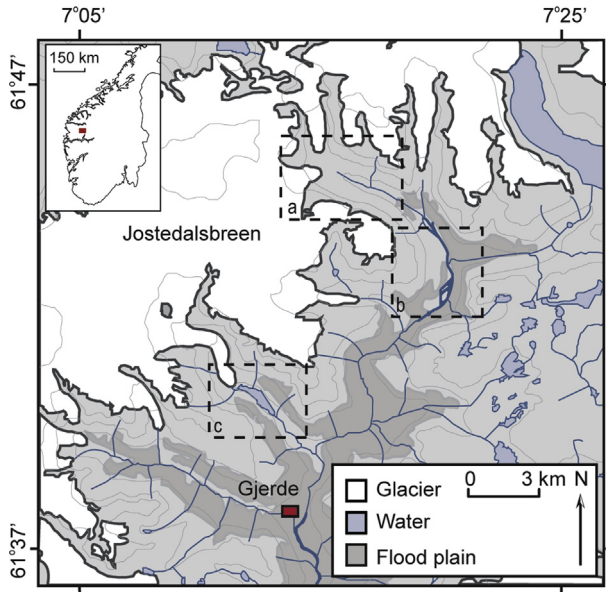 7°05′
7°25′
61°47′
150 km
a
Jostedalsbreen
b
c
Gjerde
61°37′
Glacier
Water
Flood plain
0 3 km N